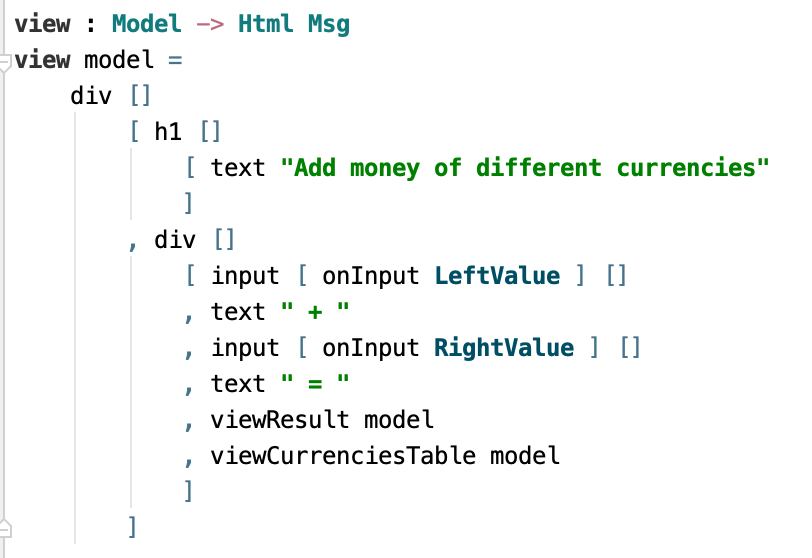 view : Model -> Html Msg
view model =
    div []
        [ h1 []
            [ text "Add money of different currencies"
            ]
        , div []
            [ input [ onInput LeftValue ] []
            , text " + "
            , input [ onInput RightValue ] []
            , text " = "
            , viewResult model
            , viewCurrenciesTable model
            ]
        ]